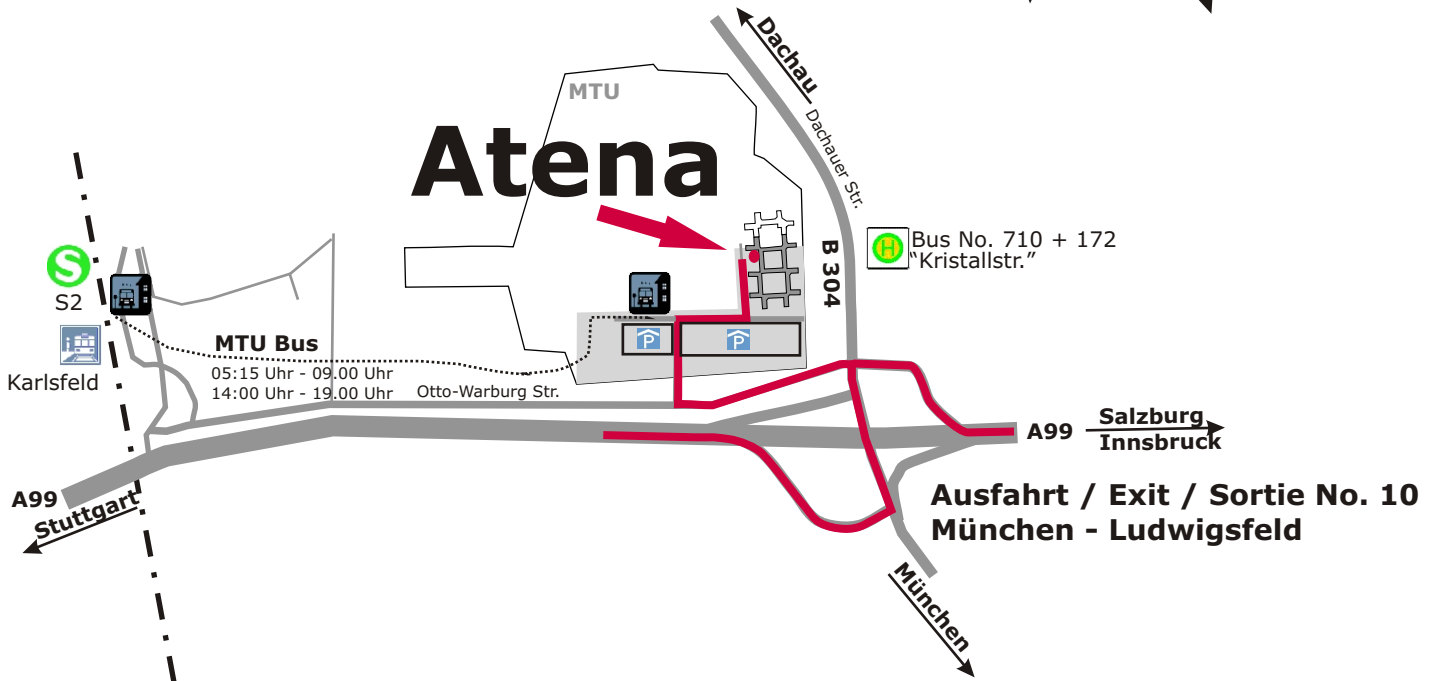 Dachau
Dachauer Str.
MTU
Atena
H
Bus No. 710 + 172
"Kristallstr."
B 304
S
S2
Karlsfeld
MTU Bus
05:15 Uhr - 09.00 Uhr
14:00 Uhr - 19.00 Uhr
Otto-Warburg Str.
P
P
A99
Salzburg
Innsbruck
A99
Stuttgart
Ausfahrt / Exit / Sortie No. 10
München - Ludwigsfeld
München